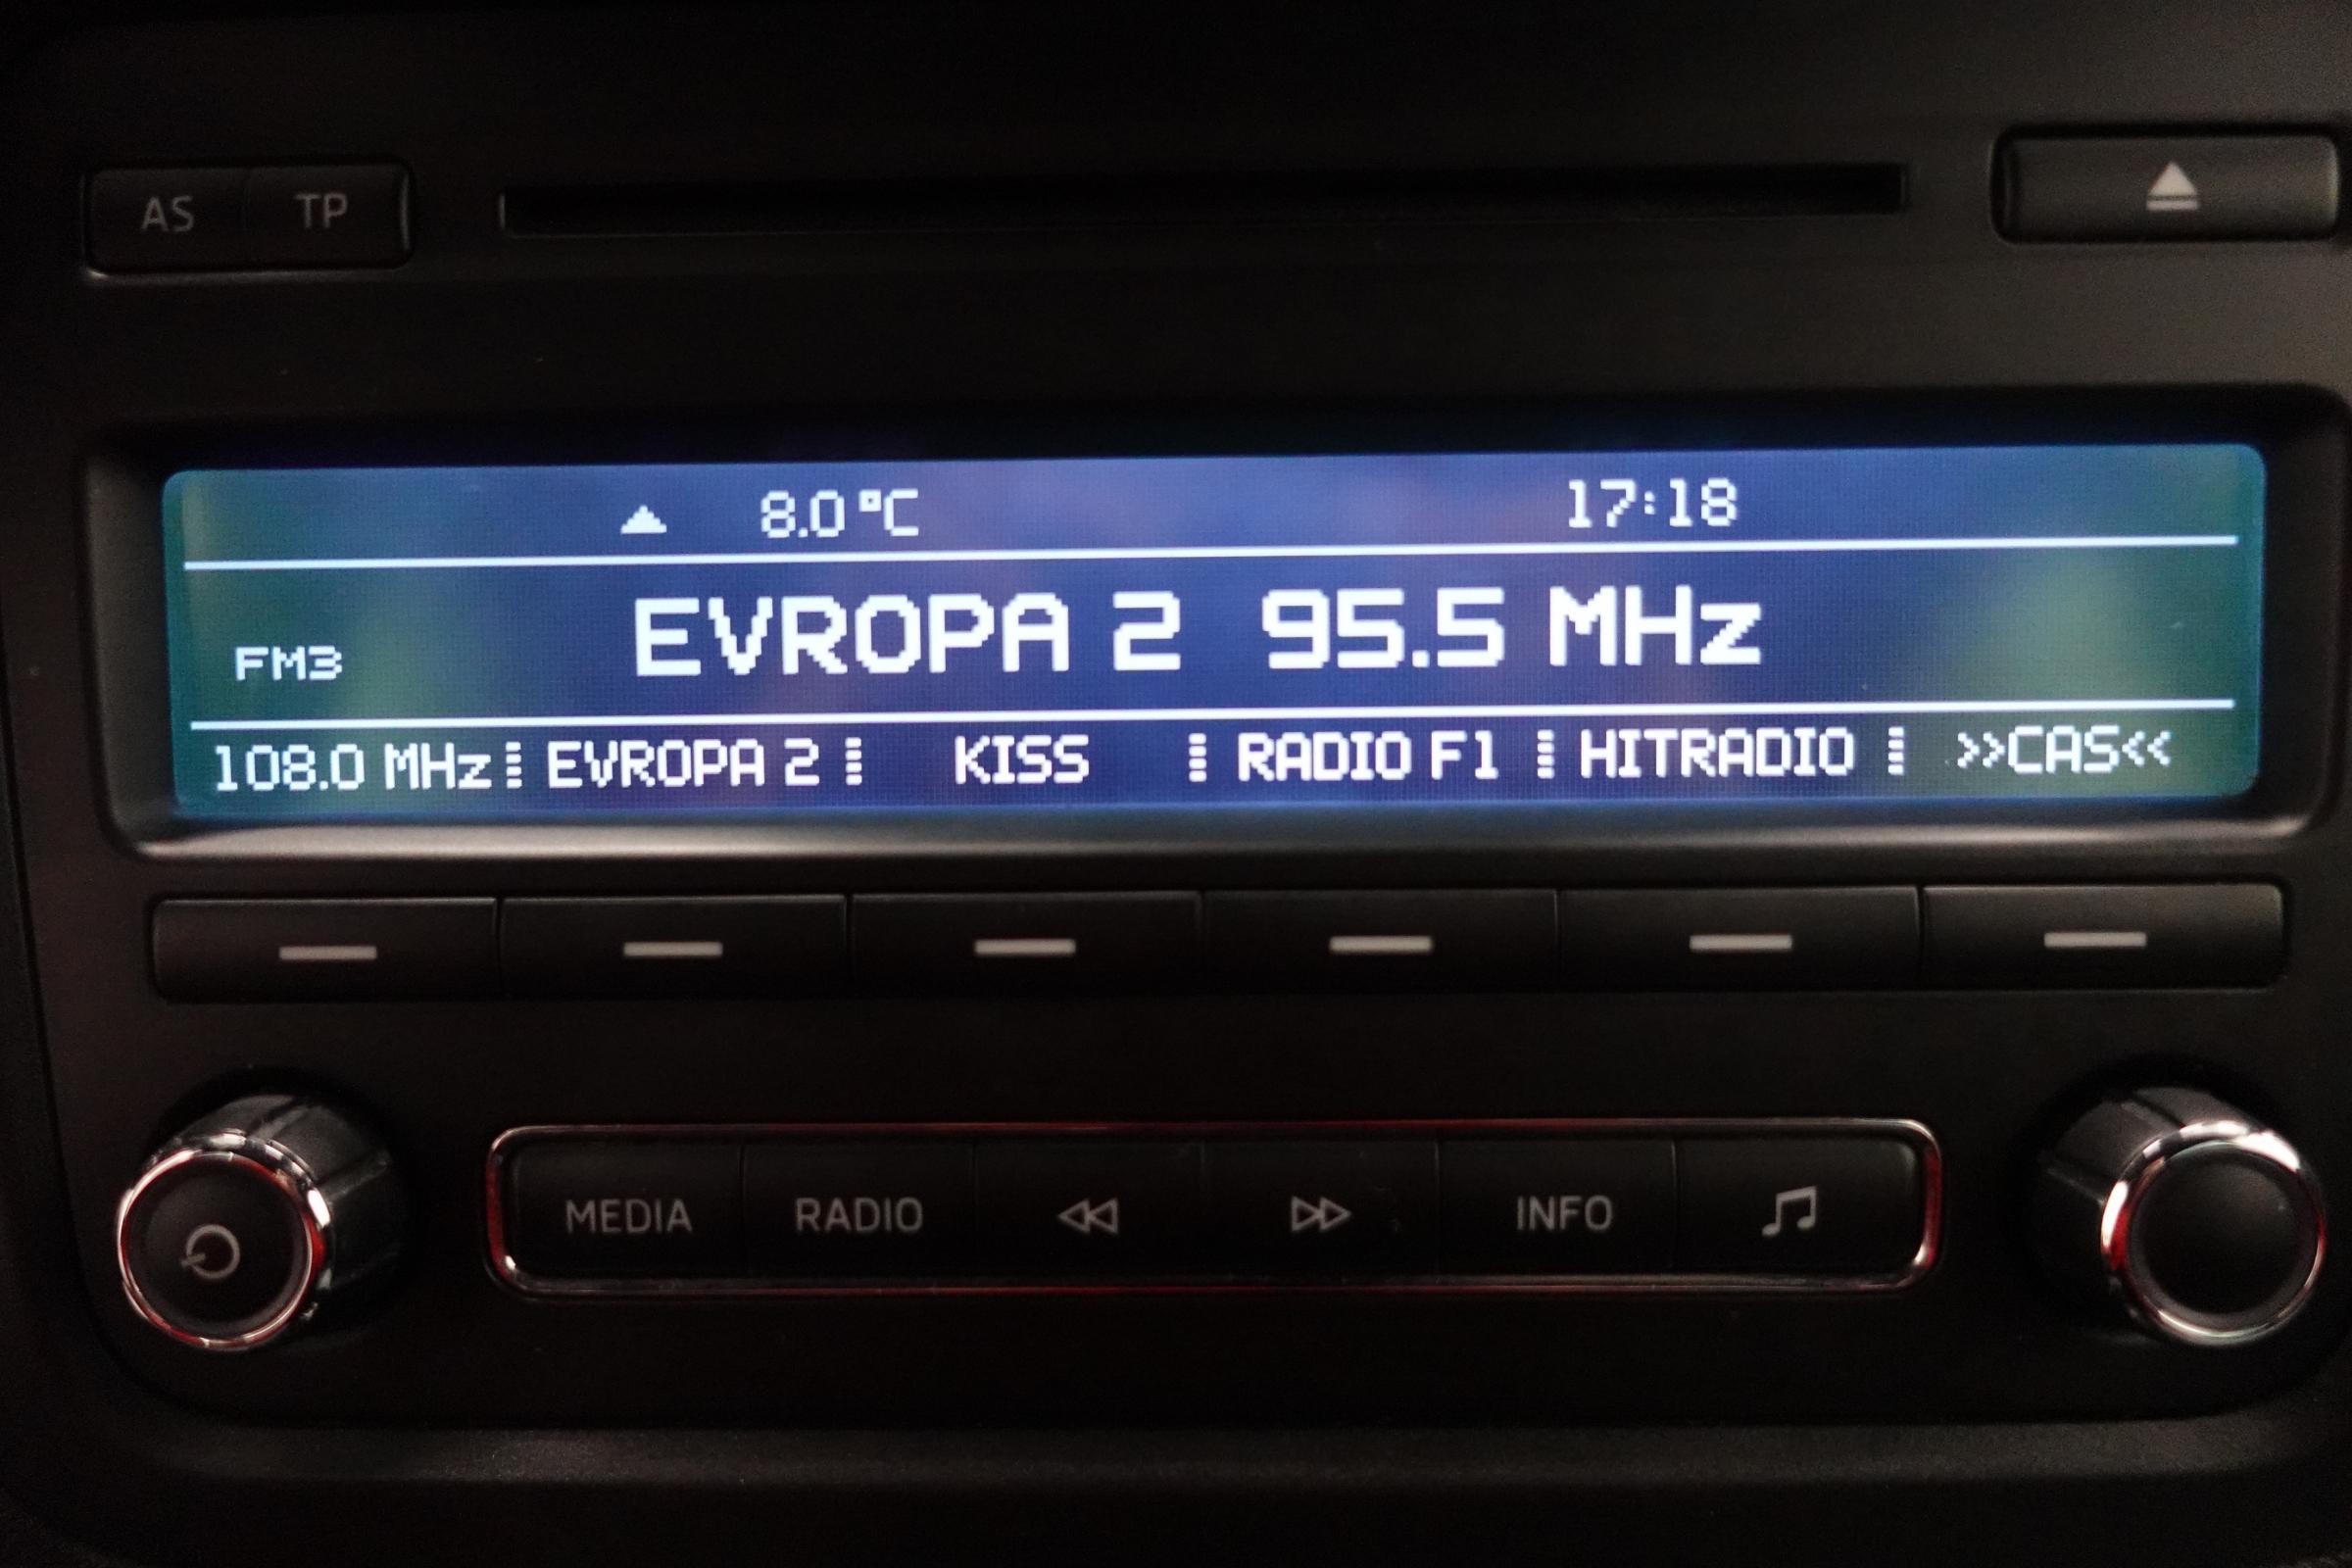 AS TP
8.0 °C 17:18
FM3 EVROPA 2 95.5 MHz
108.0 MHz EVROPA 2 KISS RADIO F1 HITRADIO >>CAS<<
MEDIA RADIO INFO